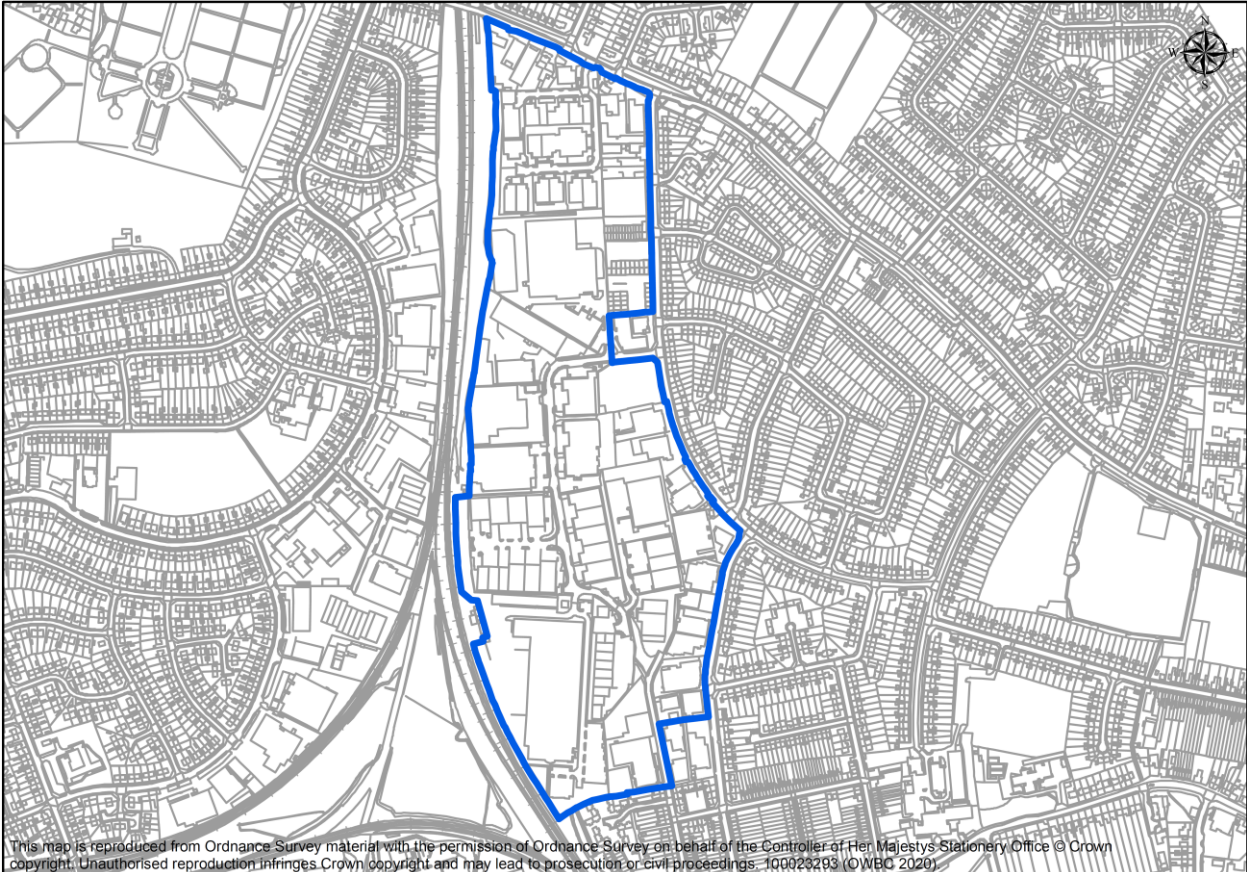 N
W E
S
This map is reproduced from Ordnance Survey material with the permission of Ordnance Survey on behalf of the Controller of Her Majestys Stationery Office © Crown
copyright. Unauthorised reproduction infringes Crown copyright and may lead to prosecution or civil proceedings. 100023293 (OWBC 2020)